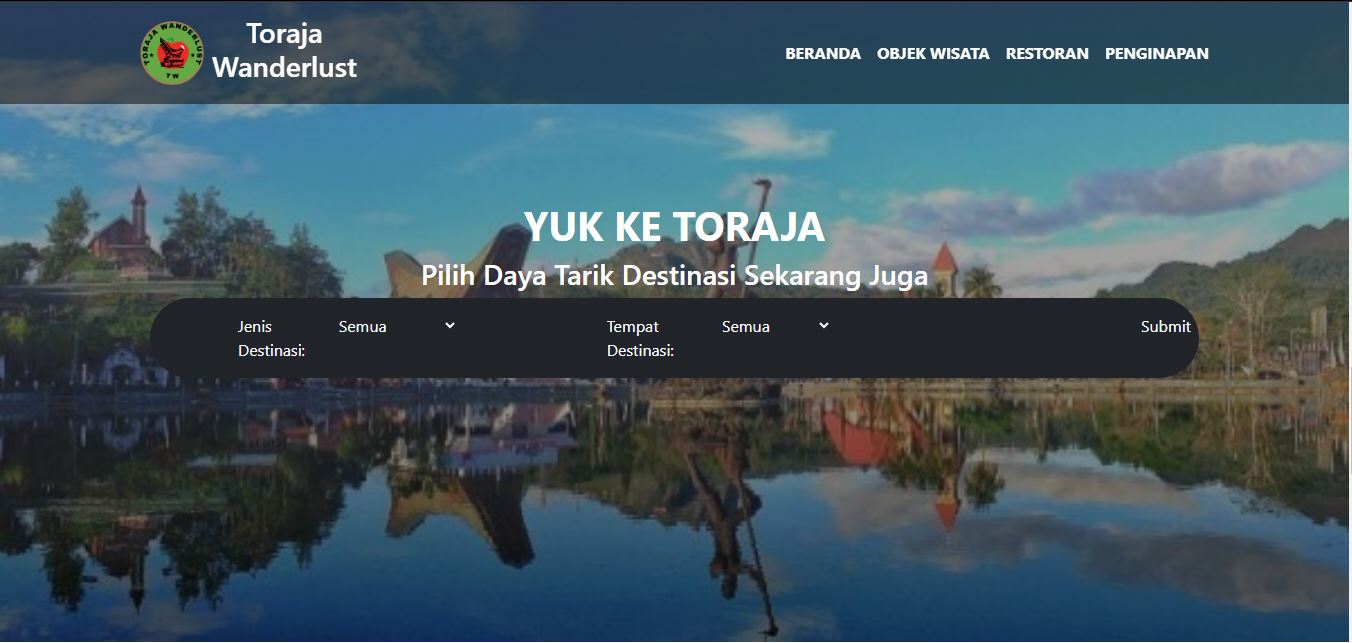 TORAJA WANDERLUST
TW
Toraja
Wanderlust
BERANDA OBJEK WISATA RESTORAN PENGINAPAN
YUK KE TORAJA
Pilih Daya Tarik Destinasi Sekarang Juga
Jenis
Destinasi:
Semua
Tempat
Destinasi:
Semua
Submit